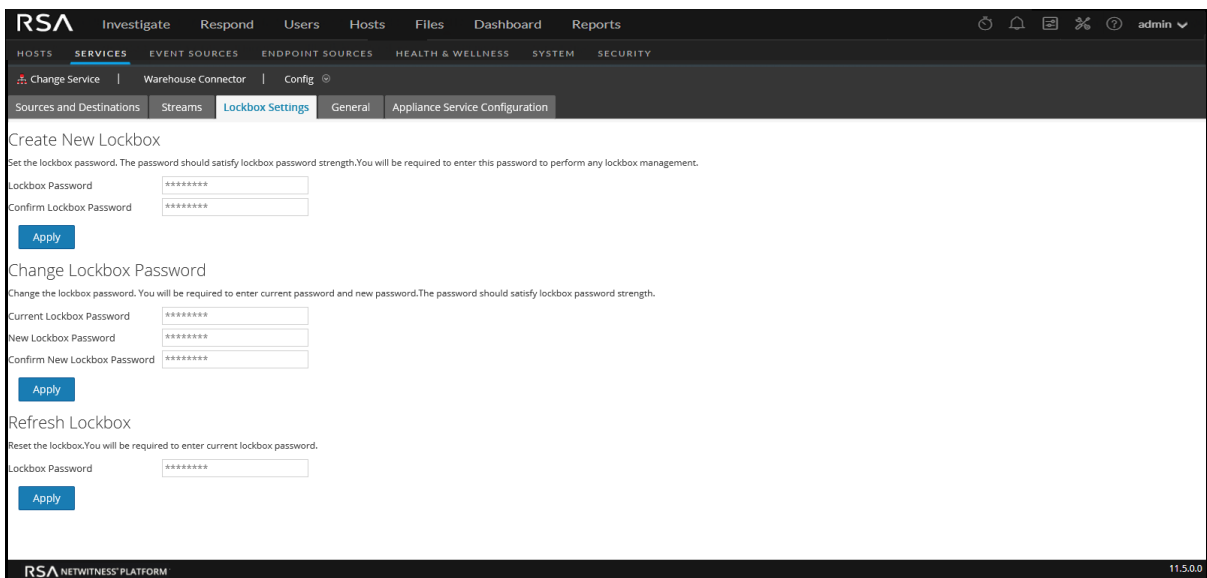 RSA Investigate Respond Users Hosts Files Dashboard Reports admin
HOSTS SERVICES EVENT SOURCES ENDPOINT SOURCES HEALTH & WELLNESS SYSTEM SECURITY
Change Service | Warehouse Connector | Config
Sources and Destinations Streams Lockbox Settings General Appliance Service Configuration
Create New Lockbox
Set the lockbox password. The password should satisfy lockbox password strength.You will be required to enter this password to perform any lockbox management.
Lockbox Password ********
Confirm Lockbox Password ********
Apply
Change Lockbox Password
Change the lockbox password. You will be required to enter current password and new password.The password should satisfy lockbox password strength.
Current Lockbox Password ********
New Lockbox Password ********
Confirm New Lockbox Password ********
Apply
Refresh Lockbox
Reset the lockbox.You will be required to enter current lockbox password.
Lockbox Password ********
Apply
RSA NETWITNESS PLATFORM 11.5.0.0